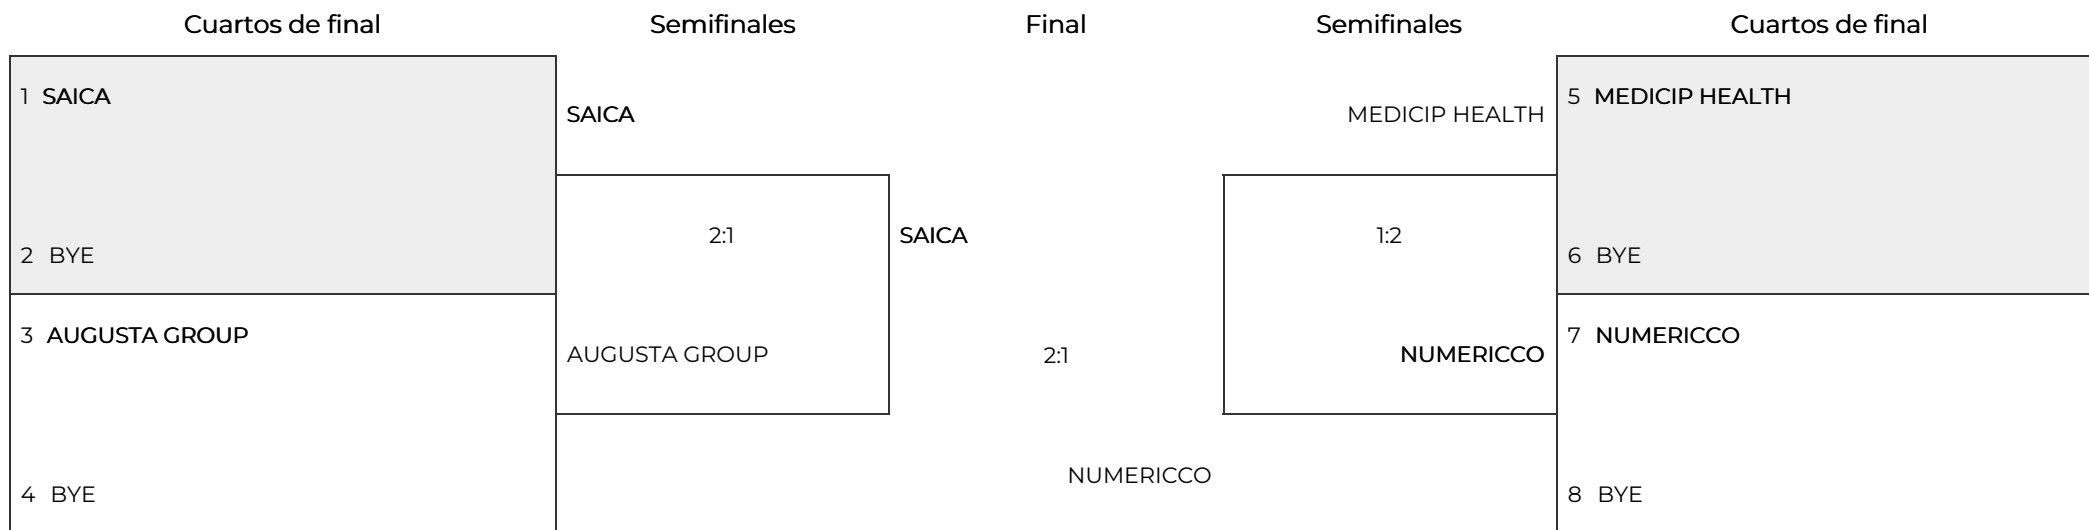 Cuartos de final Semifinales Final Semifinales Cuartos de final
1 SAICA 5 MEDICIP HEALTH
SAICA MEDICIP HEALTH
2:1 SAICA 1:2
2 BYE 6 BYE
3 AUGUSTA GROUP 7 NUMERICCO
AUGUSTA GROUP 2:1 NUMERICCO
NUMERICCO
4 BYE 8 BYE